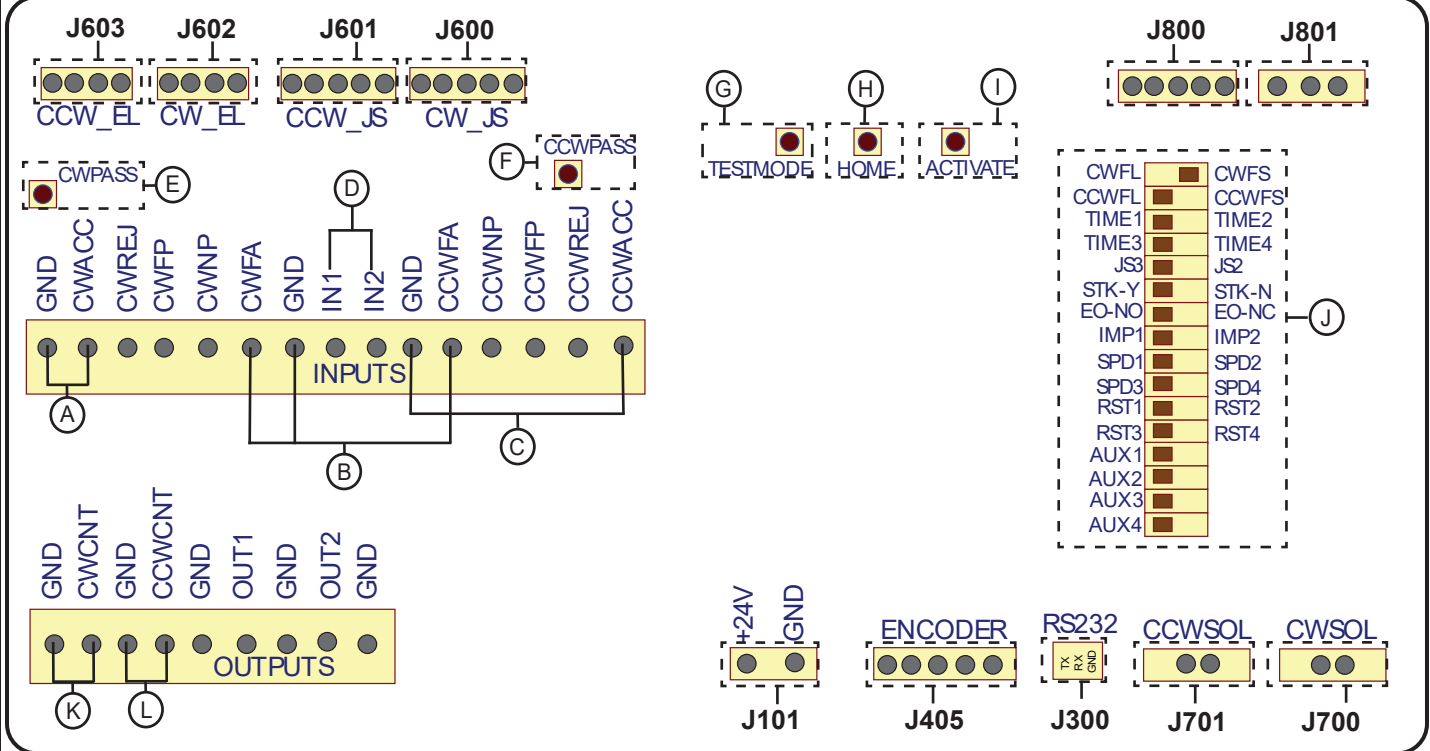 J603 J602 J601 J600 J800 J801
CCW_EL CW_EL CCW_JS CW_JS
G H I
CCWPASS
F
TESTMODE HOME ACTIVATE
CWPASS
E
D
GND CWACC CWREJ CWFP CWNP CWFA GND IN1 IN2 GND CCWFA CCWNP CCWFP CCWREJ CCWACC
INPUTS
A
B
C
CWFL CWFS
CCWFL CCWFS
TIME1 TIME2
TIME3 TIME4
JS3 JS2
STK-Y STK-N
EO-NO EO-NC
J
IMP1 IMP2
SPD1 SPD2
SPD3 SPD4
RST1 RST2
RST3 RST4
AUX1
AUX2
AUX3
AUX4
GND CWCNT GND CCWCNT GND OUT1 GND OUT2 GND
OUTPUTS
K L
+24V GND
ENCODER RS232 CCWSOL CWSOL
TX RX GND
J101 J405 J300 J701 J700